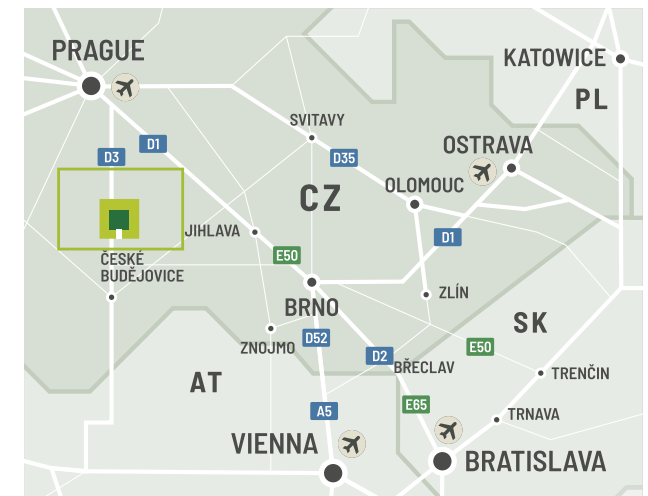 PRAGUE
KATOWICE
PL
SVITAVY
D1
D3
D35
OSTRAVA
OLOMOUC
CZ
JIHLAVA
D1
E50
ČESKÉ
BUDĚJOVICE
ZLÍN
BRNO
SK
D52
ZNOJMO
E50
D2
BŘECLAV
TRENČÍN
AT
E65
A5
TRNAVA
VIENNA
BRATISLAVA